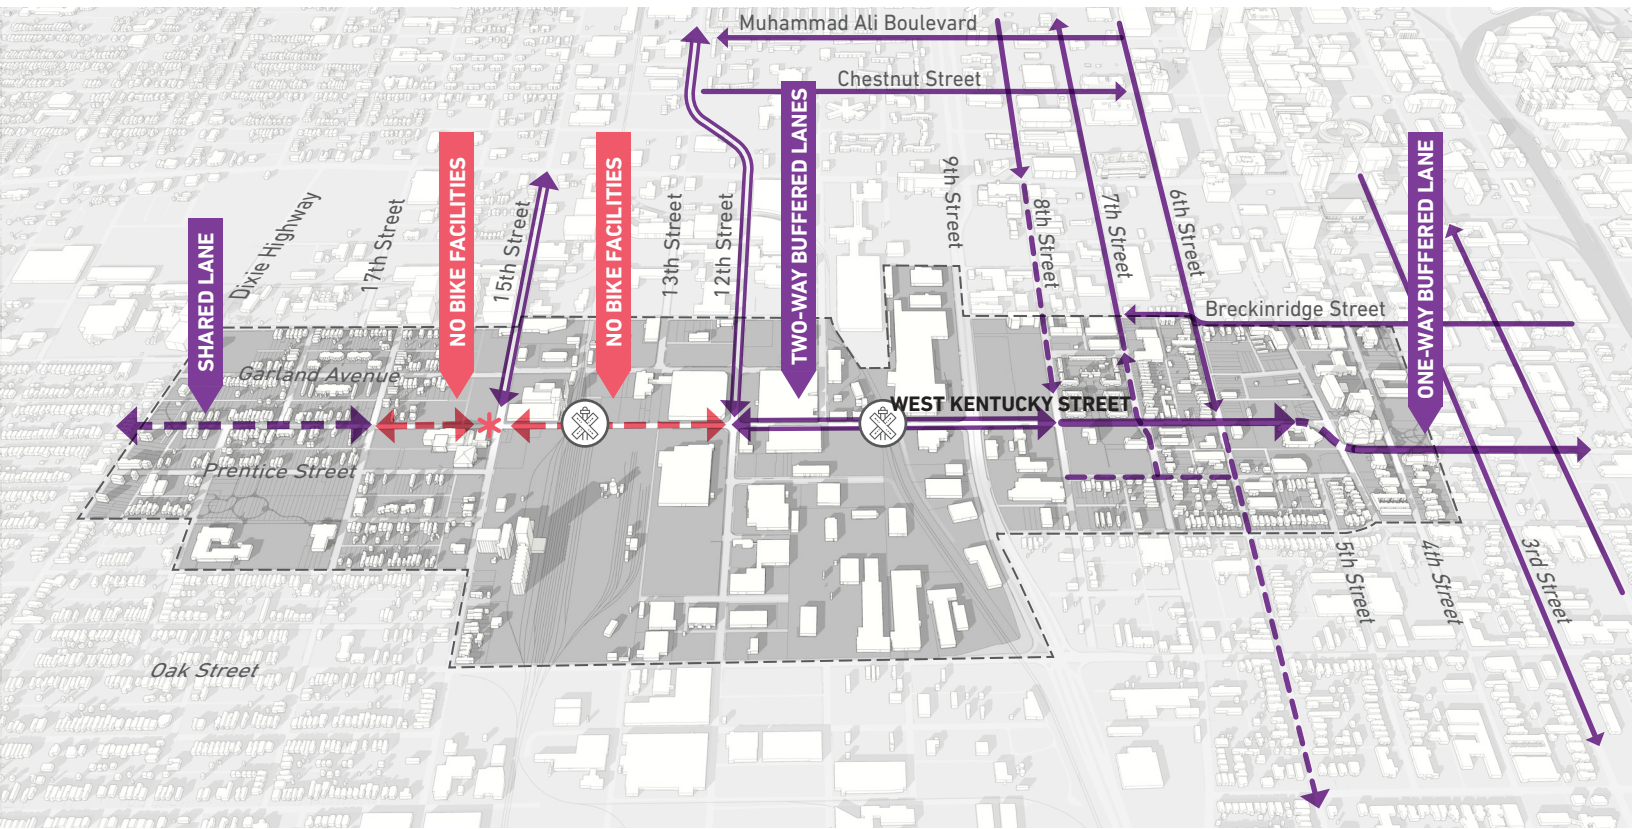 Muhammad Ali Boulevard
Chestnut Street
SHARED LANE
Dixie Highway
17th Street
NO BIKE FACILITIES
15th Street
NO BIKE FACILITIES
13th Street
12th Street
TWO-WAY BUFFERED LANES
9th Street
8th Street
7th Street
6th Street
ONE-WAY BUFFERED LANE
Breckinridge Street
Garland Avenue
WEST KENTUCKY STREET
Prentice Street
5th Street
4th Street
3rd Street
Oak Street